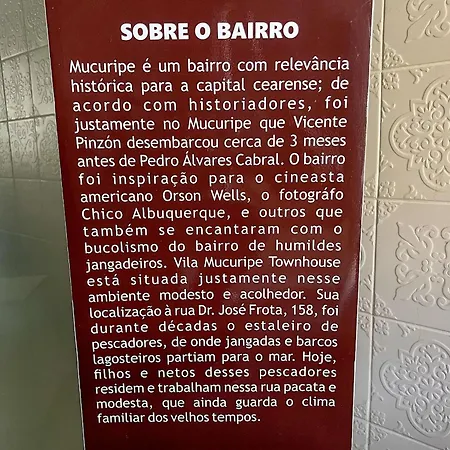 SOBRE O BAIRRO
Mucuripe é um bairro com relevância
histórica para a capital cearense; de
acordo com historiadores, foi
justamente no Mucuripe que Vicente
Pinzón desembarcou cerca de 3 meses
antes de Pedro Álvares Cabral. O bairro
foi inspiração para o cineasta
americano Orson Wells, o fotográfo
Chico Albuquerque, e outros que
também se encantaram com o
bucolismo do bairro de humildes
jangadeiros. Vila Mucuripe Townhouse
está situada justamente nesse
ambiente modesto e acolhedor. Sua
localização à rua Dr. José Frota, 158, foi
durante décadas o estaleiro de
pescadores, de onde jangadas e barcos
lagosteiros partiam para o mar. Hoje,
filhos e netos desses pescadores
residem e trabalham nessa rua pacata e
modesta, que ainda guarda o clima
familiar dos velhos tempos.